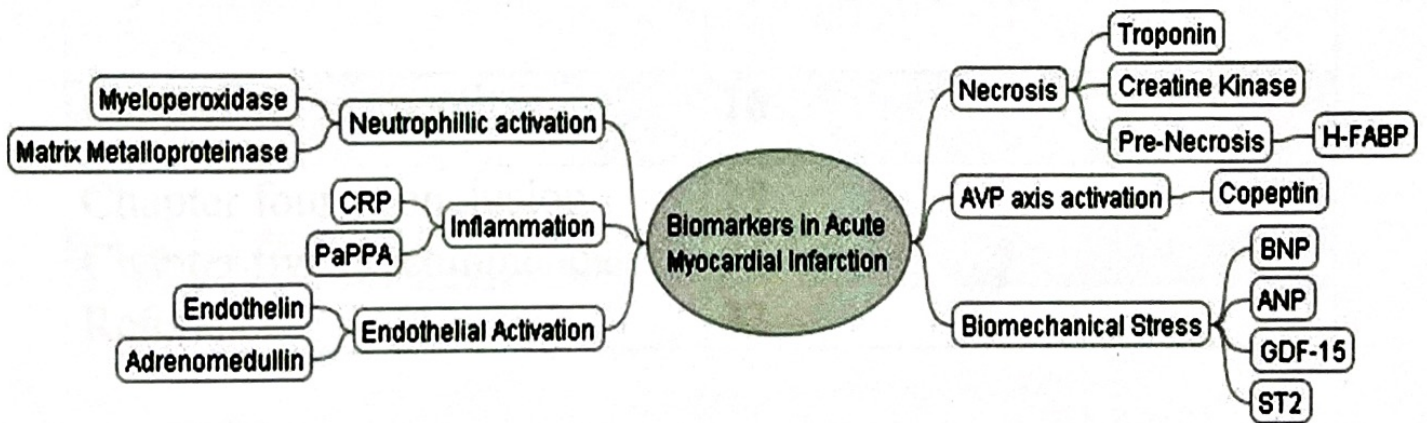 Myeloperoxidase
Matrix Metalloproteinase
Neutrophillic activation
CRP
PaPPA
Inflammation
Endothelin
Adrenomedullin
Endothelial Activation
Biomarkers in Acute
Myocardial Infarction
Necrosis
Troponin
Creatine Kinase
Pre-Necrosis
H-FABP
AVP axis activation
Copeptin
Biomechanical Stress
BNP
ANP
GDF-15
ST2